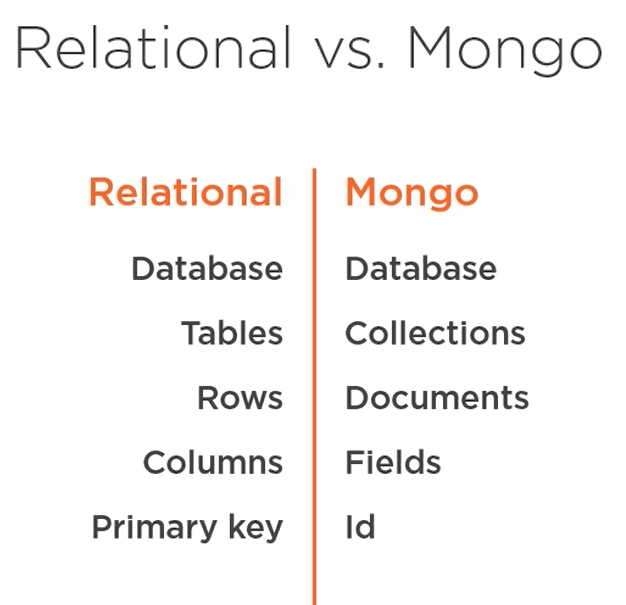 Relational vs. Mongo
Relational Mongo
Database Database
Tables Collections
Rows Documents
Columns Fields
Primary key Id